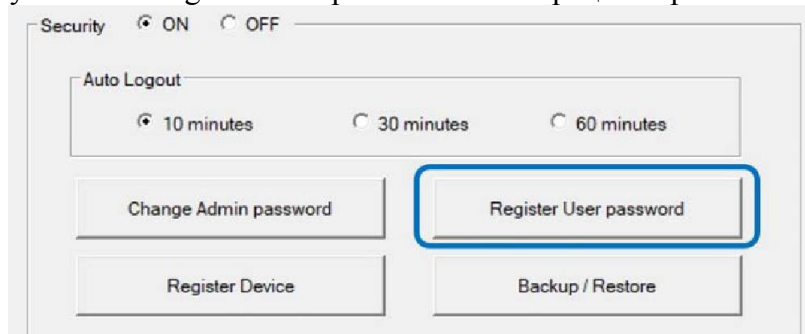 Security ON OFF
Auto Logout
10 minutes 30 minutes 60 minutes
Change Admin password Register User password
Register Device Backup / Restore